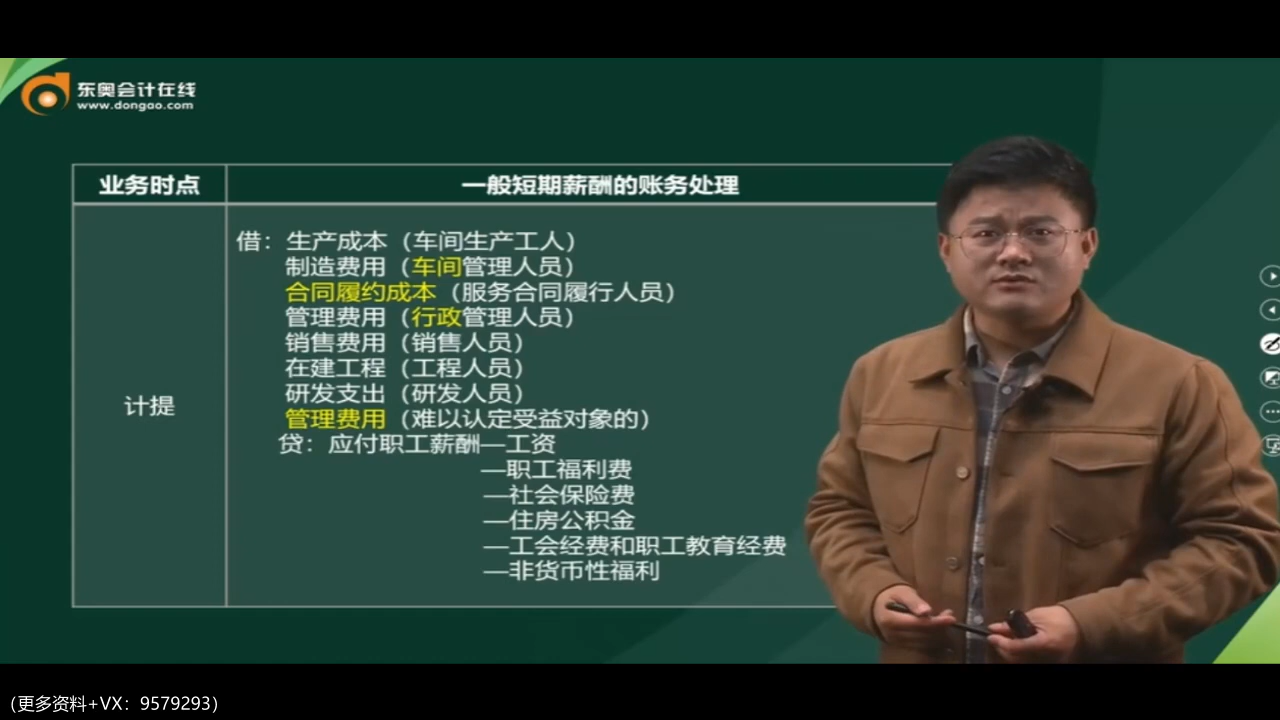 东奥会计在线
www.dongao.com
业务时点
一般短期薪酬的账务处理
计提
借：生产成本（车间生产工人）
制造费用（车间管理人员）
合同履约成本（服务合同履行人员）
管理费用（行政管理人员）
销售费用（销售人员）
在建工程（工程人员）
研发支出（研发人员）
管理费用（难以认定受益对象的）
贷：应付职工薪酬—工资
—职工福利费
—社会保险费
—住房公积金
—工会经费和职工教育经费
—非货币性福利
(更多资料+VX：9579293)